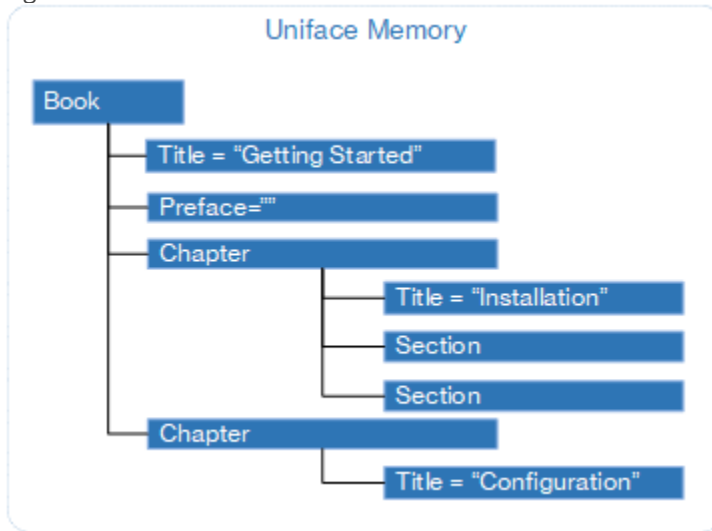 Uniface Memory
Book
Title = “Getting Started”
Preface=""
Chapter
Title = “Installation”
Section
Section
Chapter
Title = “Configuration”